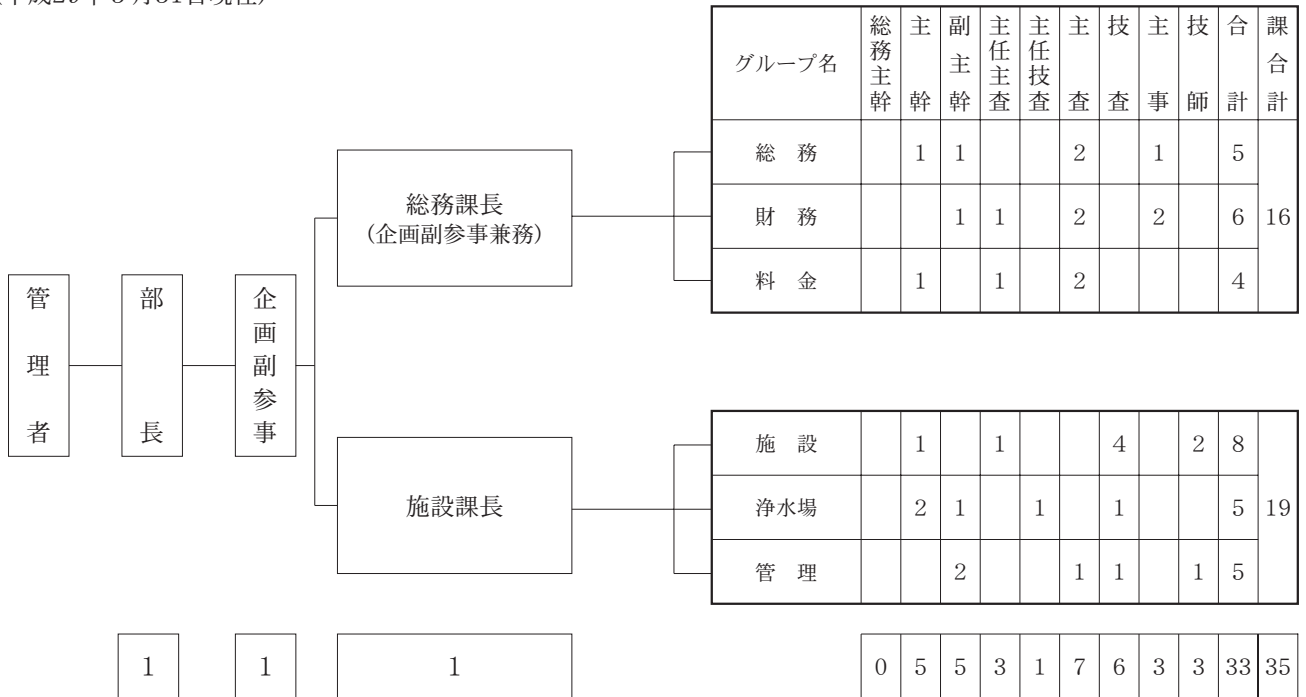 グループ名 総務主幹 主幹 副主幹 主任主査 主任技査 主査 技査 主事 技師 合計 課合計
総務 1 1 2 1 5
総務課長
(企画副参事兼務)
財務 1 1 2 2 6 16
料金 1 1 2 4
管理者
部長
企画副参事
施設 1 1 4 2 8
施設課長
浄水場 2 1 1 1 5 19
管理 2 1 1 1 5
1 1 1 0 5 5 3 1 7 6 3 3 33 35